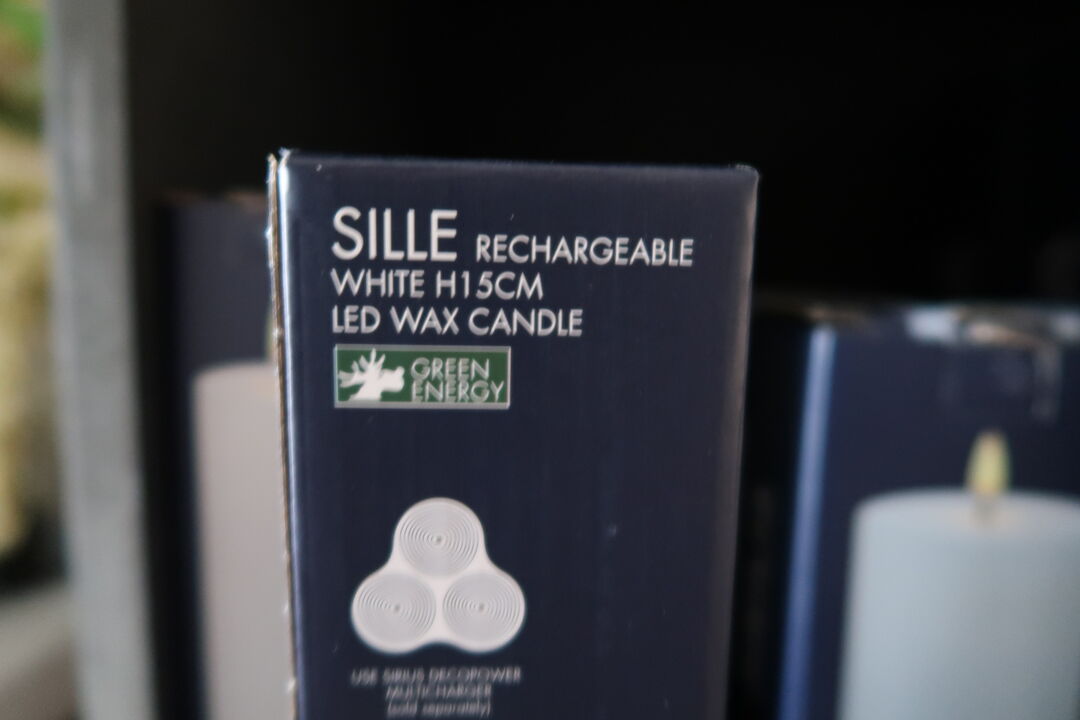 SILLE RECHARGEABLE
WHITE H15CM
LED WAX CANDLE
GREEN
ENERGY
USE SIRIUS DECOPOWER
MULTICHARGER
(sold separately)